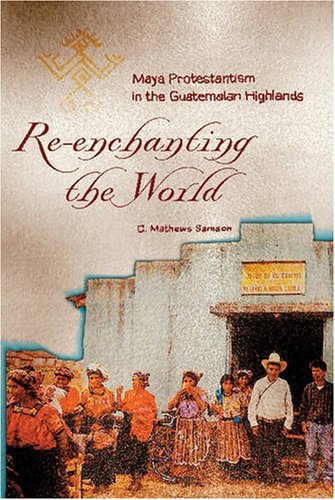 Maya Protestantism
in the Guatemalan Highlands
Re-enchanting
the World
C. Mathews Samson